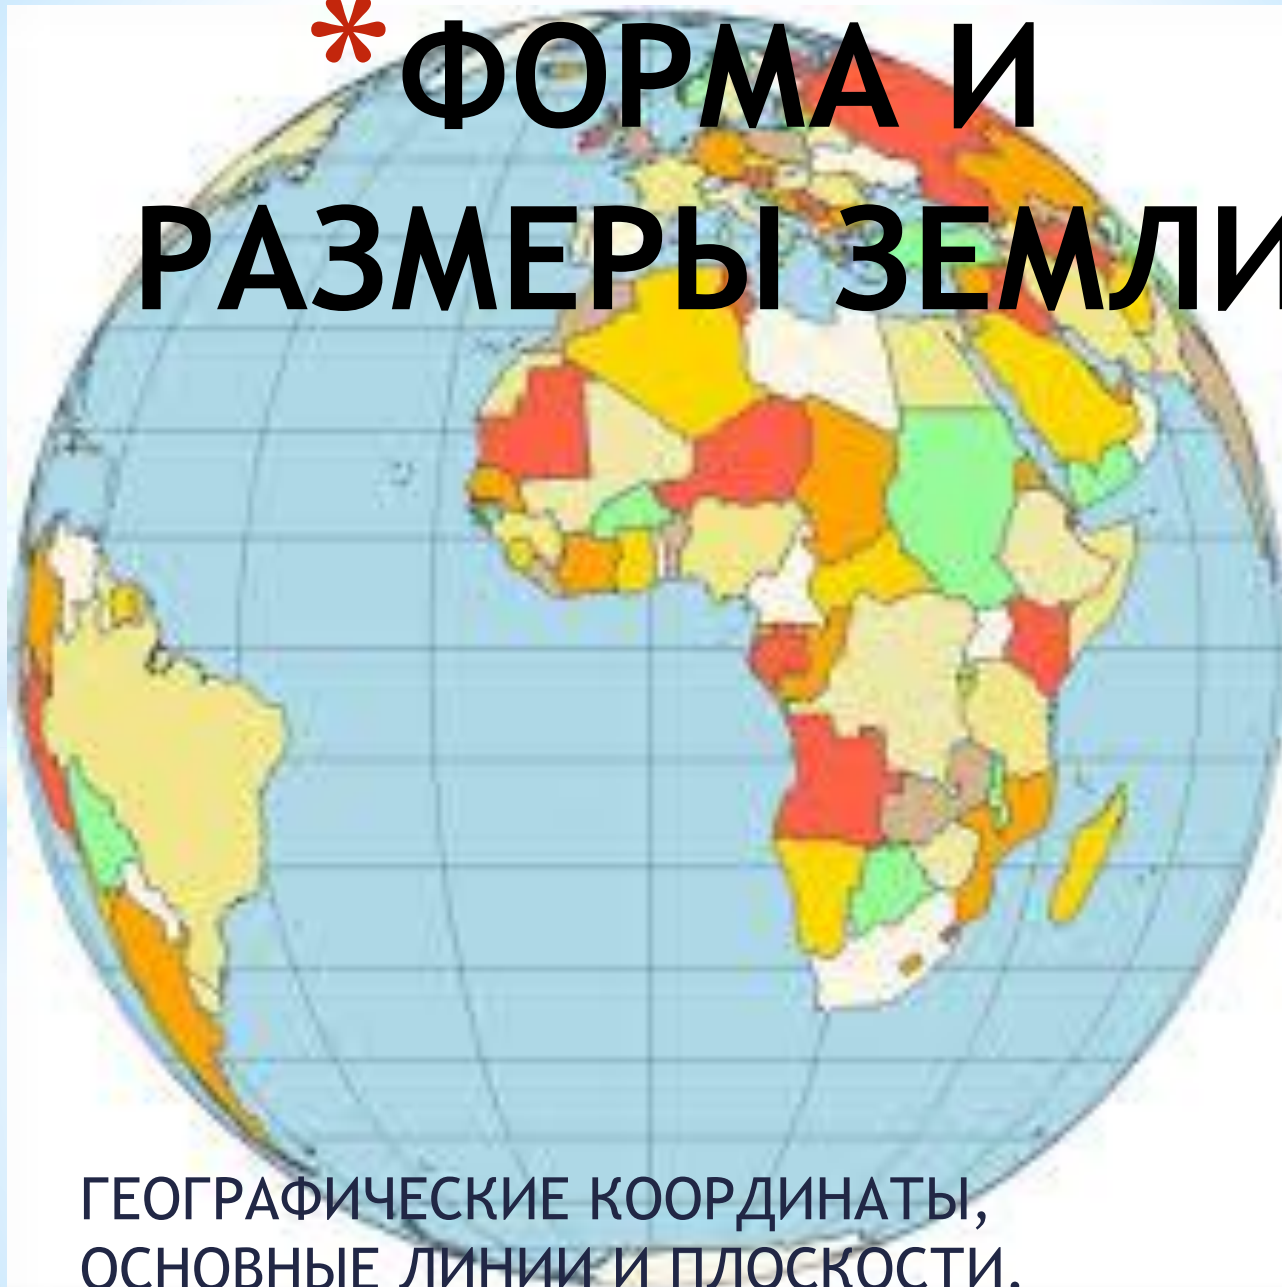 *ФОРМА И
РАЗМЕРЫ ЗЕМЛИ
ГЕОГРАФИЧЕСКИЕ КООРДИНАТЫ,
ОСНОВНЫЕ ЛИНИИ И ПЛОСКОСТИ.